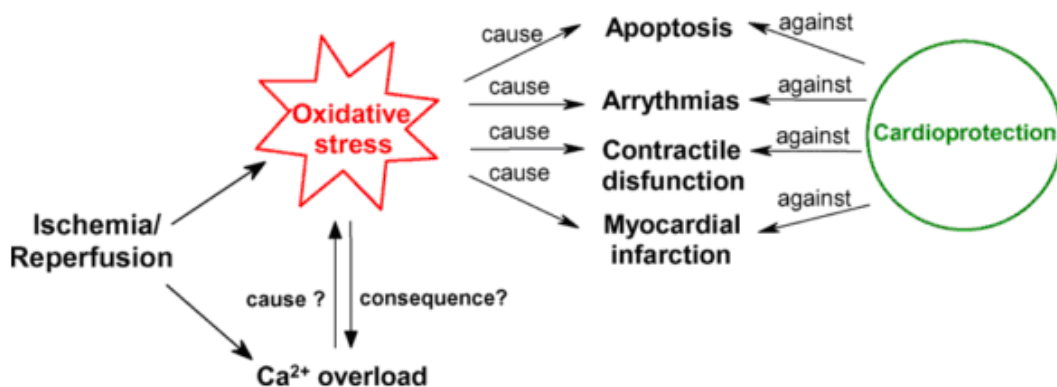 cause
Apoptosis
against
Oxidative
stress
cause
Arrythmias
against
Cardioprotection
cause
Contractile
disfunction
against
cause
Myocardial
infarction
against
Ischemia/
Reperfusion
cause ?
consequence?
Ca²⁺ overload